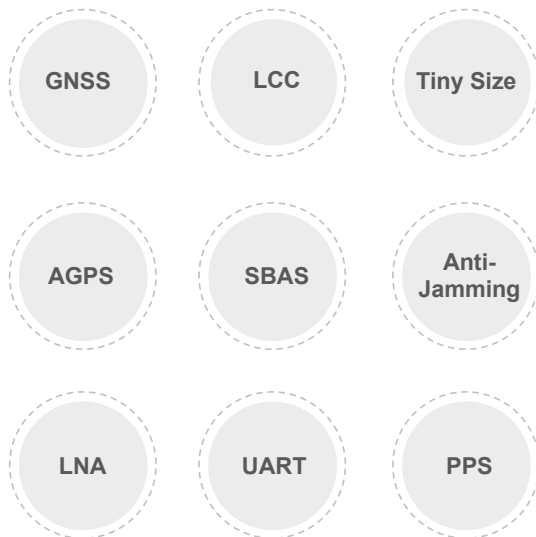 GNSS
LCC
Tiny Size
AGPS
SBAS
Anti-
Jamming
LNA
UART
PPS